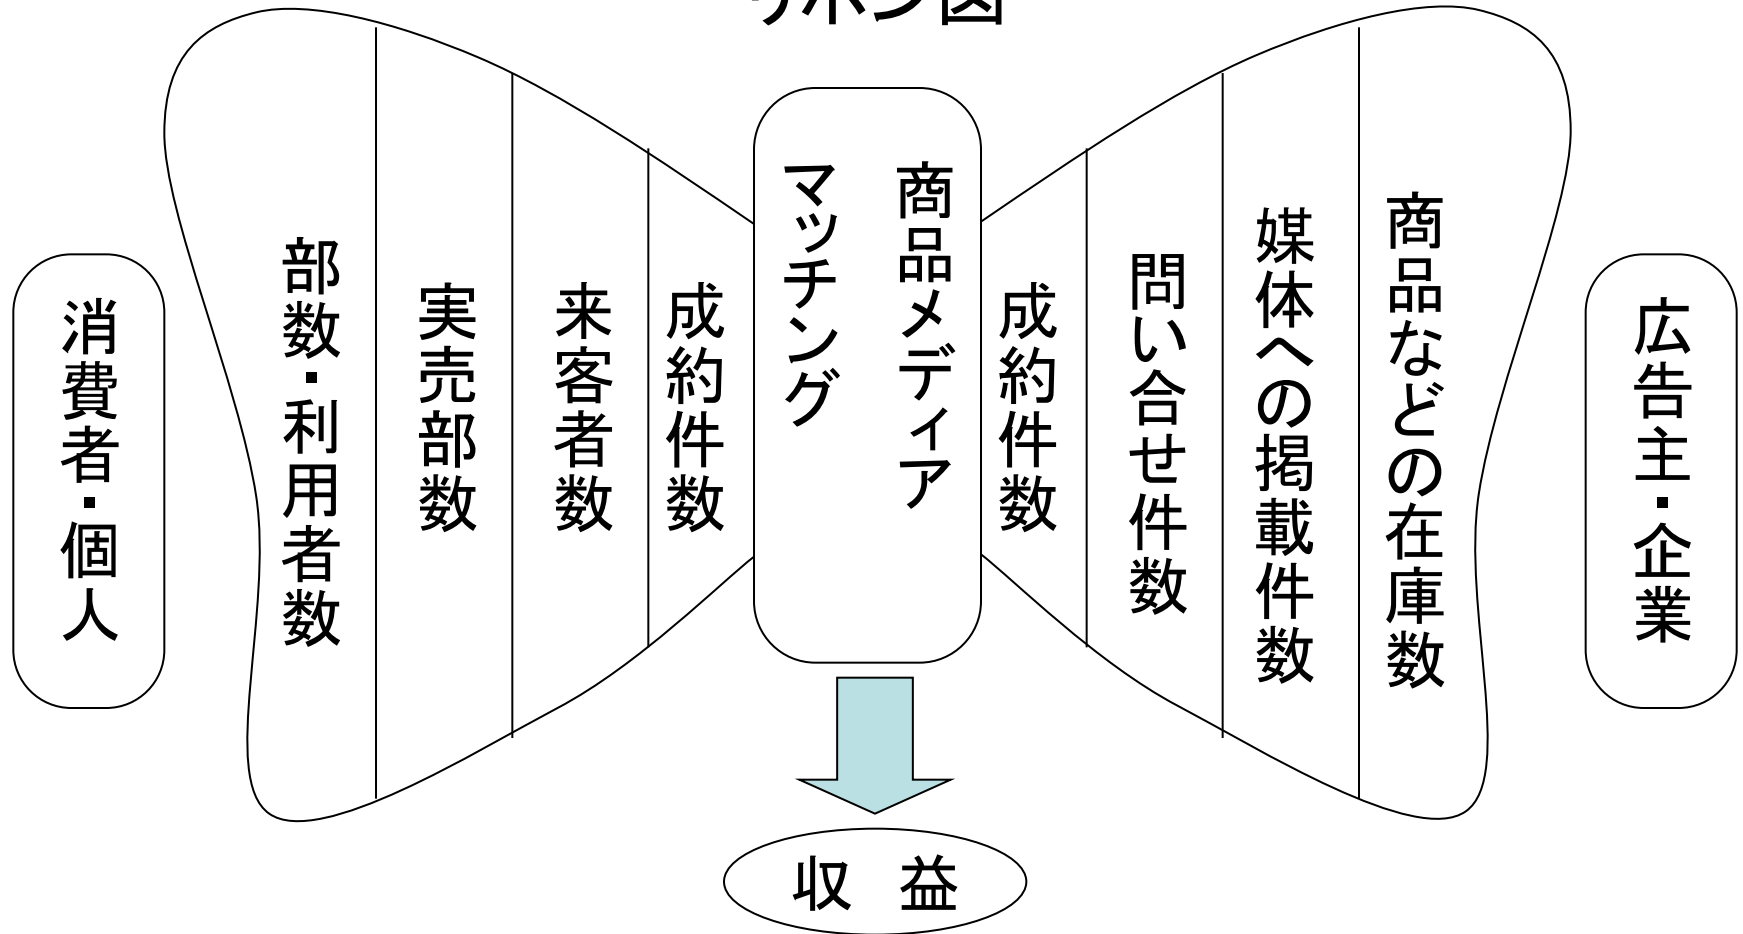 リボン図
消費者・個人
部数・利用者数
実売部数
来客者数
成約件数
商品メディア
マッチング
成約件数
問い合せ件数
媒体への掲載件数
商品などの在庫数
広告主・企業
収 益